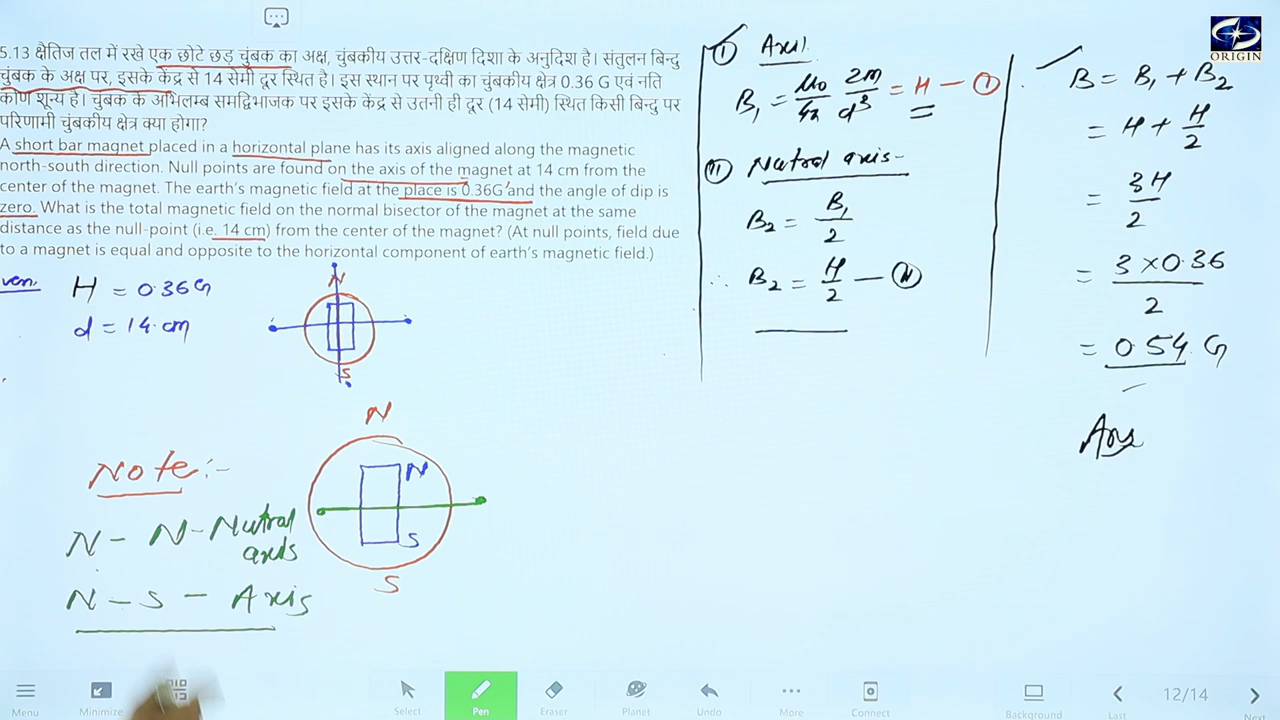 5.13 क्षैतिज तल में रखे एक छोटे छड़ चुंबक का अक्ष, चुंबकीय उत्तर-दक्षिण दिशा के अनुदिश है। संतुलन बिन्दु
चुंबक के अक्ष पर, इसके केंद्र से 14 सेमी दूर स्थित है। इस स्थान पर पृथ्वी का चुंबकीय क्षेत्र 0.36 G एवं नति
कोण शून्य है। चुंबक के अभिलम्ब समद्विभाजक पर इसके केंद्र से उतनी ही दूर (14 सेमी) स्थित किसी बिन्दु पर
परिणामी चुंबकीय क्षेत्र क्या होगा?
A short bar magnet placed in a horizontal plane has its axis aligned along the magnetic
north-south direction. Null points are found on the axis of the magnet at 14 cm from the
center of the magnet. The earth's magnetic field at the place is 0.36G and the angle of dip is
zero. What is the total magnetic field on the normal bisector of the magnet at the same
distance as the null-point (i.e. 14 cm) from the center of the magnet? (At null points, field due
to a magnet is equal and opposite to the horizontal component of earth's magnetic field.)
ven.
H = 0.36G
d = 14 cm
N
S
N
N
S
S
Note:-
N - N - Nutral
axis
N - S - Axis
① Axil
B₁ = μ₀/4π 2m/d³ = H - ①
② Nutral axis-
B₂ = B₁/2
∴ B₂ = H/2 - ②
B = B₁ + B₂
= H + H/2
= 3H/2
= 3 × 0.36/2
= 0.54 G
Ans
ORIGIN
Menu
Minimize
Select
Pen
Eraser
Planet
Undo
More
Connect
Background
Last
12/14
Next